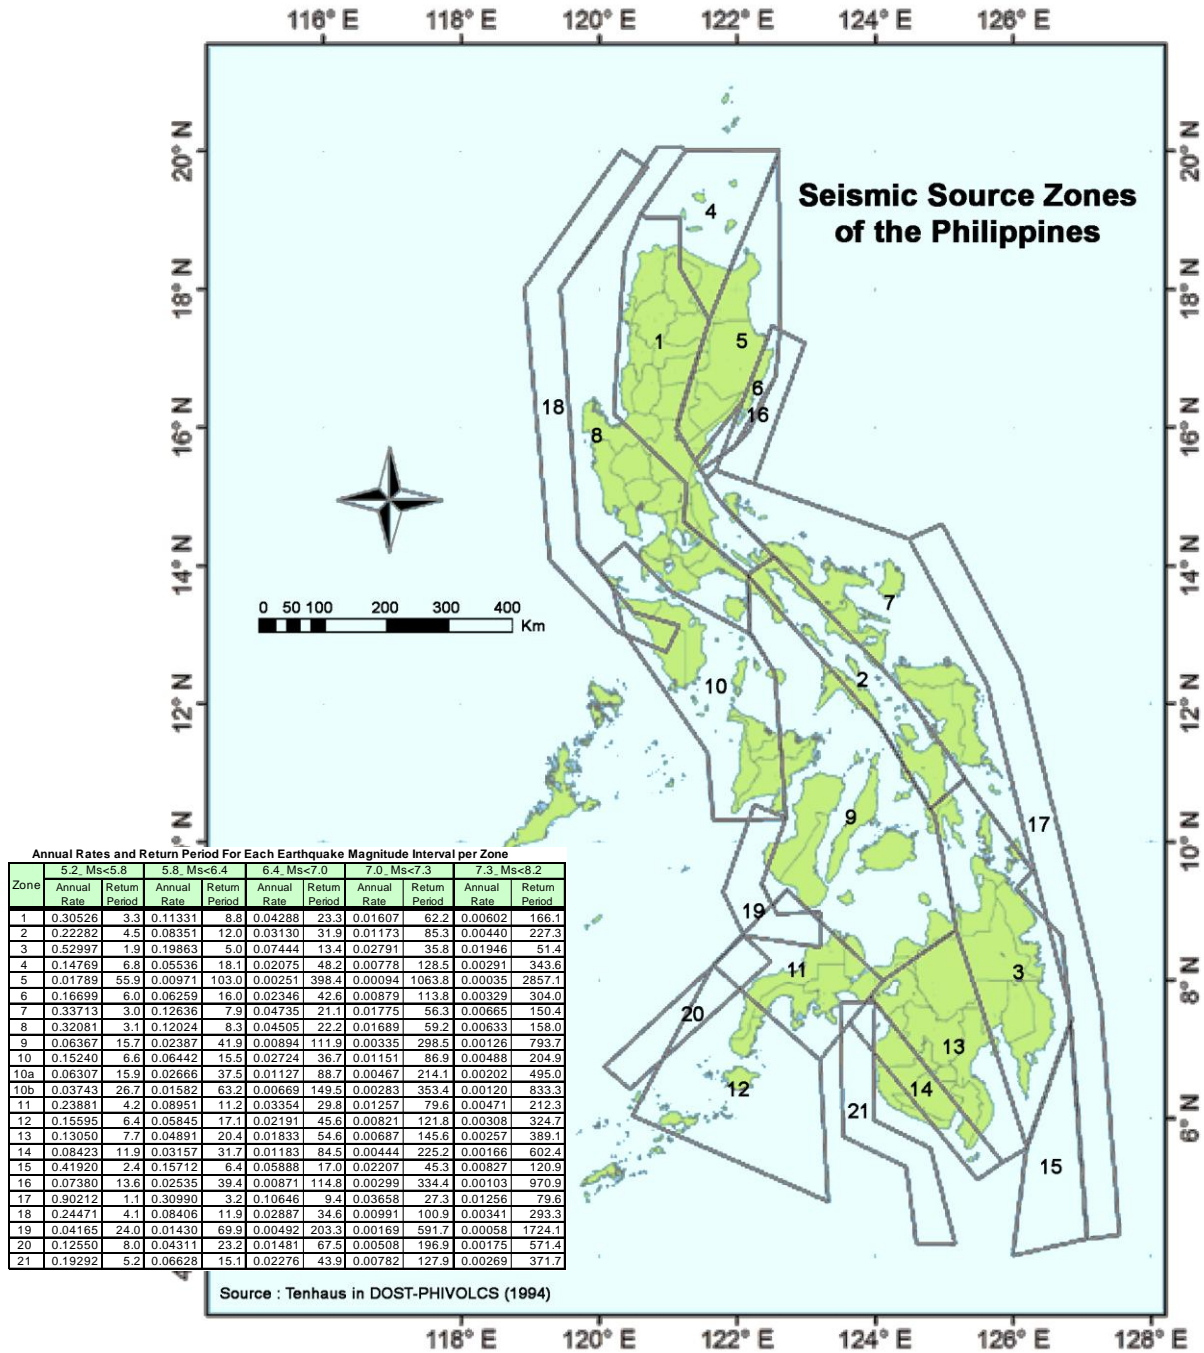 116° E 118° E 120° E 122° E 124° E 126° E
20° N 20° N
Seismic Source Zones
of the Philippines
4
18° N 18° N
1 5
6
18 16
16° N 8 16° N
14° N 14° N
7
0 50 100 200 300 400
Km
2
10
12° N 12° N
9 17
° N 10° N
19
11 3
8° N
20
13
12 14
21
6° N
15
Annual Rates and Return Period For Each Earthquake Magnitude Interval per Zone
Zone 5.2_ Ms<5.8 5.8_ Ms<6.4 6.4_ Ms<7.0 7.0_ Ms<7.3 7.3_ Ms<8.2
Annual Return Annual Return Annual Return Annual Return Annual Return
Rate Period Rate Period Rate Period Rate Period Rate Period
1 0.30526 3.3 0.11331 8.8 0.04288 23.3 0.01607 62.2 0.00602 166.1
2 0.22282 4.5 0.08351 12.0 0.03130 31.9 0.01173 85.3 0.00440 227.3
3 0.52997 1.9 0.19863 5.0 0.07444 13.4 0.02791 35.8 0.01946 51.4
4 0.14769 6.8 0.05536 18.1 0.02075 48.2 0.00778 128.5 0.00291 343.6
5 0.01789 55.9 0.00971 103.0 0.00251 398.4 0.00094 1063.8 0.00035 2857.1
6 0.16699 6.0 0.06259 16.0 0.02346 42.6 0.00879 113.8 0.00329 304.0
7 0.33713 3.0 0.12636 7.9 0.04735 21.1 0.01775 56.3 0.00665 150.4
8 0.32081 3.1 0.12024 8.3 0.04505 22.2 0.01689 59.2 0.00633 158.0
9 0.06367 15.7 0.02387 41.9 0.00894 111.9 0.00335 298.5 0.00126 793.7
10 0.15240 6.6 0.06442 15.5 0.02724 36.7 0.01151 86.9 0.00488 204.9
10a 0.06307 15.9 0.02666 37.5 0.01127 88.7 0.00467 214.1 0.00202 495.0
10b 0.03743 26.7 0.01582 63.2 0.00669 149.5 0.00283 353.4 0.00120 833.3
11 0.23881 4.2 0.08951 11.2 0.03354 29.8 0.01257 79.6 0.00471 212.3
12 0.15595 6.4 0.05845 17.1 0.02191 45.6 0.00821 121.8 0.00308 324.7
13 0.13050 7.7 0.04891 20.4 0.01833 54.6 0.00687 145.6 0.00257 389.1
14 0.08423 11.9 0.03157 31.7 0.01183 84.5 0.00444 225.2 0.00166 602.4
15 0.41920 2.4 0.15712 6.4 0.05888 17.0 0.02207 45.3 0.00827 120.9
16 0.07380 13.6 0.02535 39.4 0.00871 114.8 0.00299 334.4 0.00103 970.9
17 0.90212 1.1 0.30990 3.2 0.10646 9.4 0.03658 27.3 0.01256 79.6
18 0.24471 4.1 0.08406 11.9 0.02887 34.6 0.00991 100.9 0.00341 293.3
19 0.04165 24.0 0.01430 69.9 0.00492 203.3 0.00169 591.7 0.00058 1724.1
20 0.12550 8.0 0.04311 23.2 0.01481 67.5 0.00508 196.9 0.00175 571.4
21 0.19292 5.2 0.06628 15.1 0.02276 43.9 0.00782 127.9 0.00269 371.7
Source : Tenhaus in DOST-PHIVOLCS (1994)
118° E 120° E 122° E 124° E 126° E 128° E